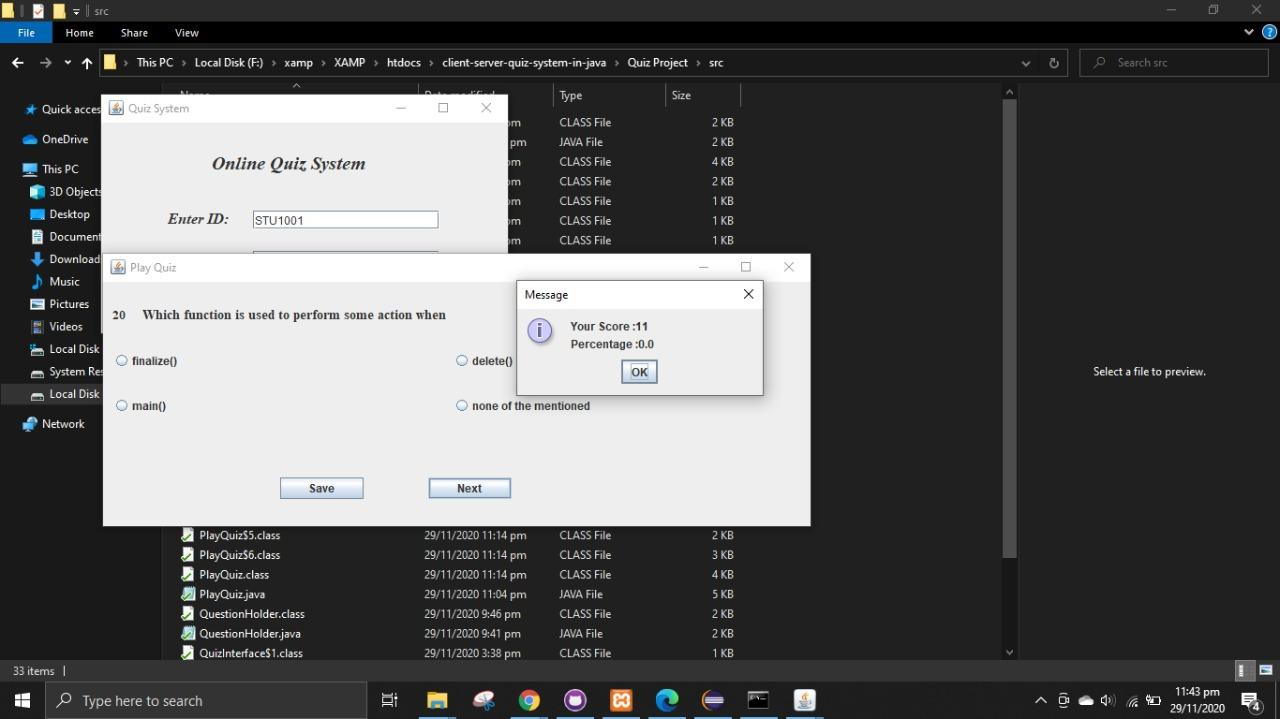 src
File Home Share View
This PC Local Disk (F:) xamp XAMP htdocs client-server-quiz-system-in-java Quiz Project src
Search src
Type Size
Quick acces
OneDrive
This PC
3D Objects
Desktop
Document
Download
Music
Pictures
Videos
Local Disk
System Res
Local Disk
Network
Quiz System
Online Quiz System
Enter ID: STU1001
pm CLASS File 2 KB
pm JAVA File 2 KB
pm CLASS File 4 KB
pm CLASS File 2 KB
pm CLASS File 1 KB
pm CLASS File 1 KB
pm CLASS File 1 KB
Play Quiz
20 Which function is used to perform some action when
finalize() delete()
main() none of the mentioned
Save Next
Message
Your Score :11
Percentage :0.0
OK
Select a file to preview.
PlayQuiz$5.class 29/11/2020 11:14 pm CLASS File 2 KB
PlayQuiz$6.class 29/11/2020 11:14 pm CLASS File 3 KB
PlayQuiz.class 29/11/2020 11:14 pm CLASS File 4 KB
PlayQuiz.java 29/11/2020 11:04 pm JAVA File 5 KB
QuestionHolder.class 29/11/2020 9:46 pm CLASS File 2 KB
QuestionHolder.java 29/11/2020 9:41 pm JAVA File 2 KB
QuizInterface$1.class 29/11/2020 3:38 pm CLASS File 1 KB
33 items
Type here to search
11:43 pm
29/11/2020
4